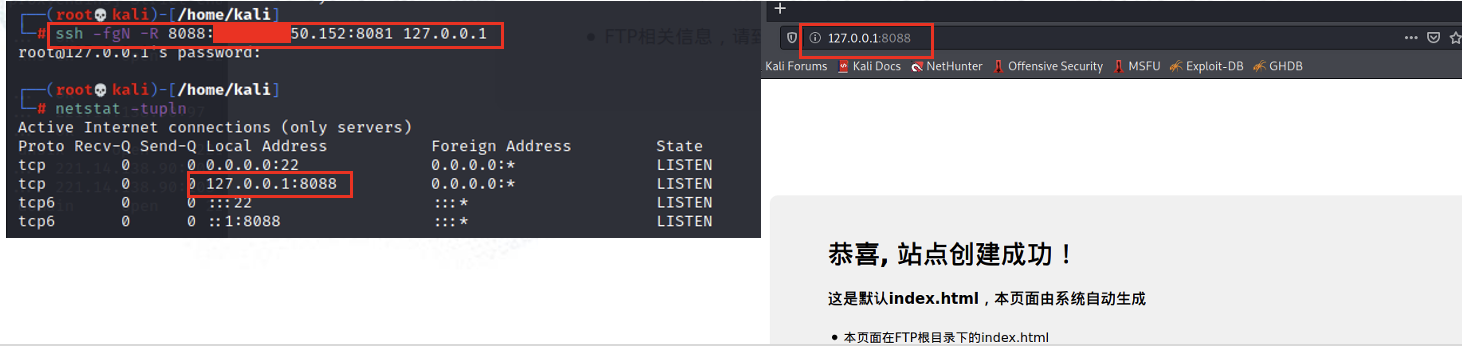 ┌──(root💀kali)-[/home/kali]
└─# ssh -fgN -R 8088:50.152:8081 127.0.0.1
root@127.0.0.1's password:
┌──(root💀kali)-[/home/kali]
└─# netstat -tupln
Active Internet connections (only servers)
Proto Recv-Q Send-Q Local Address Foreign Address State
tcp 0 0 0.0.0.0:22 0.0.0.0:* LISTEN
tcp 0 0 127.0.0.1:8088 0.0.0.0:* LISTEN
tcp6 0 0 :::22 :::* LISTEN
tcp6 0 0 ::1:8088 :::* LISTEN
• FTP相关信息，请到
127.0.0.1:8088
Kali Forums Kali Docs NetHunter Offensive Security MSFU Exploit-DB GHDB
恭喜, 站点创建成功！
这是默认index.html，本页面由系统自动生成
• 本页面在FTP根目录下的index.html